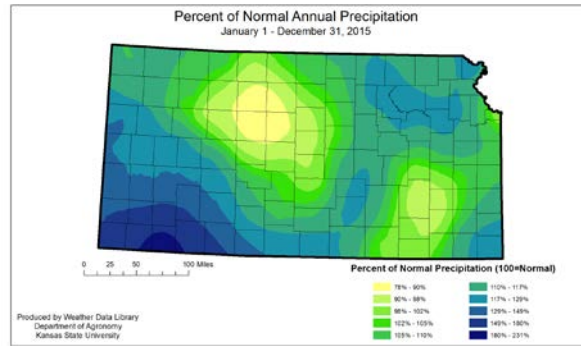 Percent of Normal Annual Precipitation
January 1 - December 31, 2015
0 25 50 100 Miles
Percent of Normal Precipitation (100=Normal)
78% - 90%
90% - 98%
98% - 102%
102% - 105%
105% - 110%
110% - 117%
117% - 129%
129% - 149%
149% - 180%
180% - 231%
Produced by Weather Data Library
Department of Agronomy
Kansas State University